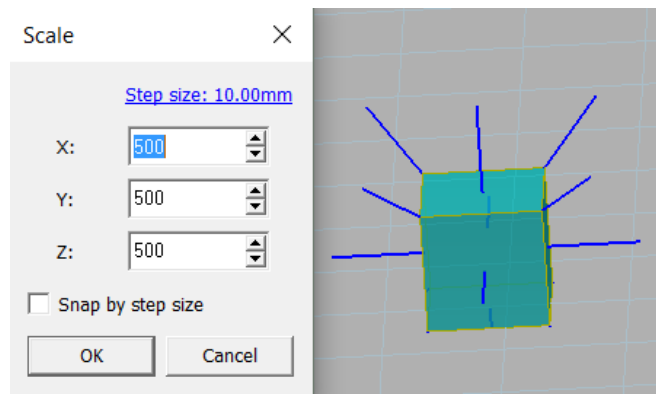 Scale
Step size: 10.00mm
X: 500
Y: 500
Z: 500
Snap by step size
OK Cancel